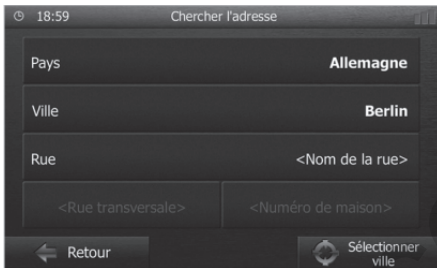 18:59 Chercher l'adresse
Pays Allemagne
Ville Berlin
Rue <Nom de la rue>
<Rue transversale> <Numéro de maison>
Retour Sélectionner
ville